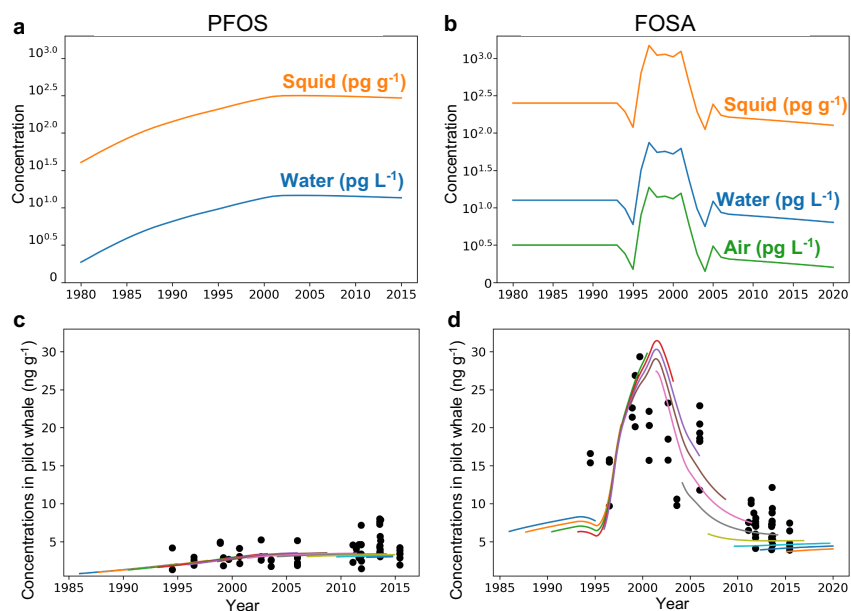 a PFOS
b FOSA
10^3.0
10^2.5
10^2.0
10^1.5
10^1.0
10^0.5
0
Concentration
Squid (pg g⁻¹)
Water (pg L⁻¹)
1980 1985 1990 1995 2000 2005 2010 2015
10^3.0
10^2.5
10^2.0
10^1.5
10^1.0
10^0.5
0
Concentration
Squid (pg g⁻¹)
Water (pg L⁻¹)
Air (pg L⁻¹)
1980 1985 1990 1995 2000 2005 2010 2015 2020
c
30
25
20
15
10
5
Concentrations in pilot whale (ng g⁻¹)
1985 1990 1995 2000 2005 2010 2015
Year
d
30
25
20
15
10
5
Concentrations in pilot whale (ng g⁻¹)
1985 1990 1995 2000 2005 2010 2015 2020
Year